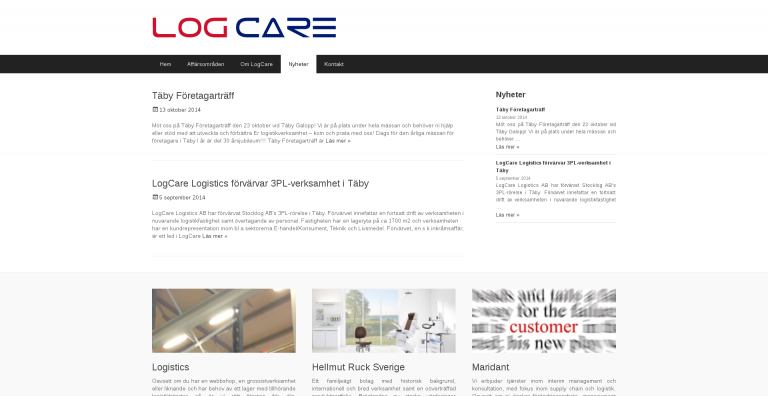 LOG CARE
Hem Affärsområden Om LogCare Nyheter Kontakt
Täby Företagarträff
13 oktober 2014
Möt oss på Täby Företagarträff den 23 oktober vid Täby Galopp! Vi är på plats under hela mässan och behöver ni hjälp
eller stöd med att utveckla och förbättra Er logistikverksamhet – kom och prata med oss! Dags för den årliga mässan för
företagare i Täby! I år är det 30 årsjubileum!!! Täby Företagarträff är Läs mer »
LogCare Logistics förvärvar 3PL-verksamhet i Täby
5 september 2014
LogCare Logistics AB har förvärvat Stocklog AB's 3PL-rörelse i Täby. Förvärvet innefattar en fortsatt drift av verksamheten i
nuvarande logistikfastighet samt övertagande av personal. Fastigheten har en lageryta på ca 1700 m2 och verksamheten
har en kundrepresentation inom bl a sektorerna E-handel/Konsument, Teknik och Livsmedel. Förvärvet, en s k inkråmsaffär,
är ett led i LogCare Läs mer »
Nyheter
Täby Företagarträff
13 oktober 2014
Möt oss på Täby Företagarträff den 23 oktober vid
Täby Galopp! Vi är på plats under hela mässan och
behöver ...
Läs mer »
LogCare Logistics förvärvar 3PL-verksamhet i
Täby
5 september 2014
LogCare Logistics AB har förvärvat Stocklog AB's
3PL-rörelse i Täby. Förvärvet innefattar en fortsatt
drift av verksamheten i nuvarande logistikfastighet
...
Läs mer »
needs and tailor
for the
customer
his new
Logistics
Oavsett om du har en webbshop, en grossistverksamhet
eller liknande och har behov av ett lager med tillhörande
Hellmut Ruck Sverige
Ett familjeägt bolag med historisk bakgrund,
internationell och bred verksamhet samt en oöverträffad
Maridant
Vi erbjuder tjänster inom interim management och
konsultation, med fokus inom supply chain och logistik.